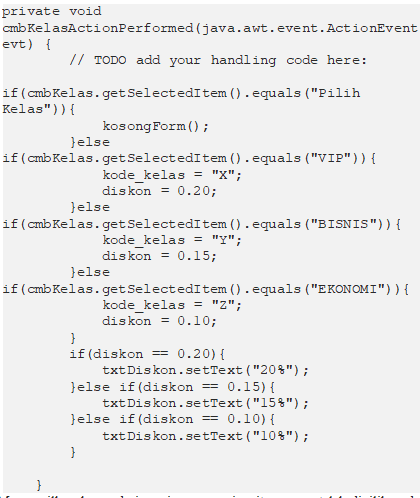 private void
cmbKelasActionPerformed(java.awt.event.ActionEvent
evt) {
// TODO add your handling code here:
if(cmbKelas.getSelectedItem().equals("Pilih
Kelas")){
kosongForm();
}else
if(cmbKelas.getSelectedItem().equals("VIP")){
kode_kelas = "X";
diskon = 0.20;
}else
if(cmbKelas.getSelectedItem().equals("BISNIS")){
kode_kelas = "Y";
diskon = 0.15;
}else
if(cmbKelas.getSelectedItem().equals("EKONOMI")){
kode_kelas = "Z";
diskon = 0.10;
}
if(diskon == 0.20){
txtDiskon.setText("20%");
}else if(diskon == 0.15){
txtDiskon.setText("15%");
}else if(diskon == 0.10){
txtDiskon.setText("10%");
}
}